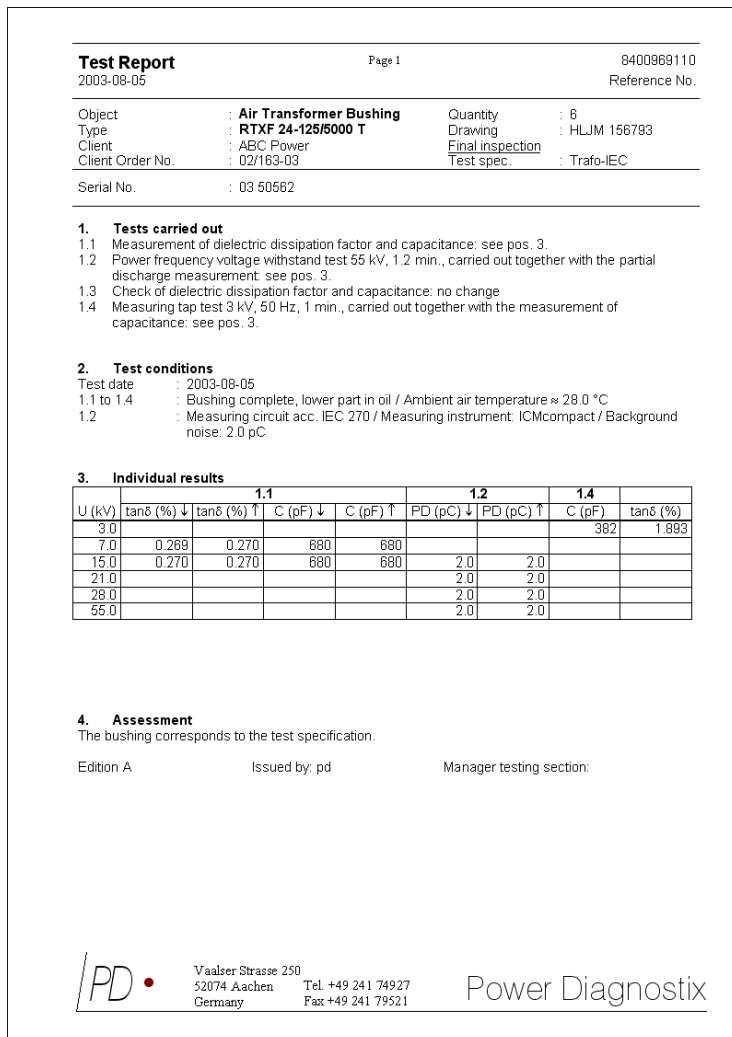 Test Report Page 1 8400969110
2003-08-05 Reference No.
Object : Air Transformer Bushing Quantity : 6
Type : RTXF 24-125/5000 T Drawing : HLJM 156793
Client : ABC Power Final inspection
Client Order No. : 02/163-03 Test spec. : Trafo-IEC
Serial No. : 03 50562
1. Tests carried out
1.1 Measurement of dielectric dissipation factor and capacitance: see pos. 3.
1.2 Power frequency voltage withstand test 55 kV, 1.2 min., carried out together with the partial
discharge measurement: see pos. 3.
1.3 Check of dielectric dissipation factor and capacitance: no change
1.4 Measuring tap test 3 kV, 50 Hz, 1 min., carried out together with the measurement of
capacitance: see pos. 3.
2. Test conditions
Test date : 2003-08-05
1.1 to 1.4 : Bushing complete, lower part in oil / Ambient air temperature ≈ 28.0 °C
1.2 : Measuring circuit acc. IEC 270 / Measuring instrument: ICMcompact / Background
noise: 2.0 pC
3. Individual results
1.1 1.2 1.4
U (kV) tanδ (%) ↓ tanδ (%) ↑ C (pF) ↓ C (pF) ↑ PD (pC) ↓ PD (pC) ↑ C (pF) tanδ (%)
3.0 382 1.893
7.0 0.269 0.270 680 680
15.0 0.270 0.270 680 680 2.0 2.0
21.0 2.0 2.0
28.0 2.0 2.0
55.0 2.0 2.0
4. Assessment
The bushing corresponds to the test specification.
Edition A Issued by: pd Manager testing section:
PD
Vaalser Strasse 250
52074 Aachen Tel. +49 241 74927
Germany Fax +49 241 79521
Power Diagnostix